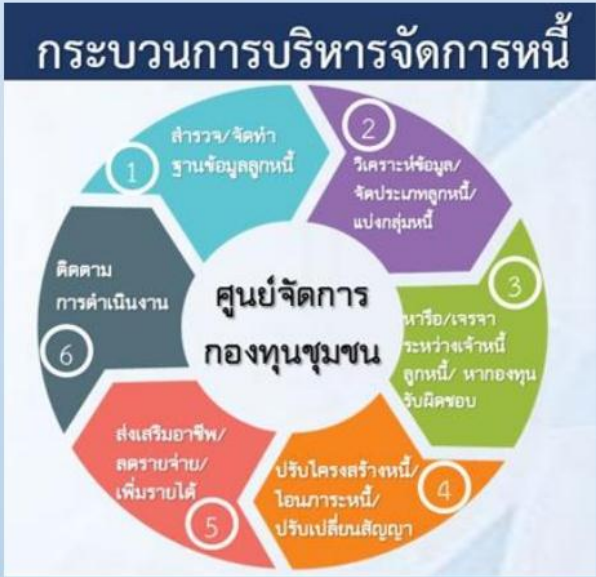 กระบวนการบริหารจัดการหนี้
1
สำรวจ/จัดทำ
ฐานข้อมูลลูกหนี้
2
วิเคราะห์ข้อมูล/
จัดประเภทลูกหนี้/
แบ่งกลุ่มหนี้
3
หารือ/เจรจา
ระหว่างเจ้าหนี้
ลูกหนี้/ หากองทุน
รับผิดชอบ
ปรับโครงสร้างหนี้/
โอนภาระหนี้/
ปรับเปลี่ยนสัญญา
4
ส่งเสริมอาชีพ/
ลดรายจ่าย/
เพิ่มรายได้
5
ติดตาม
การดำเนินงาน
6
ศูนย์จัดการ
กองทุนชุมชน